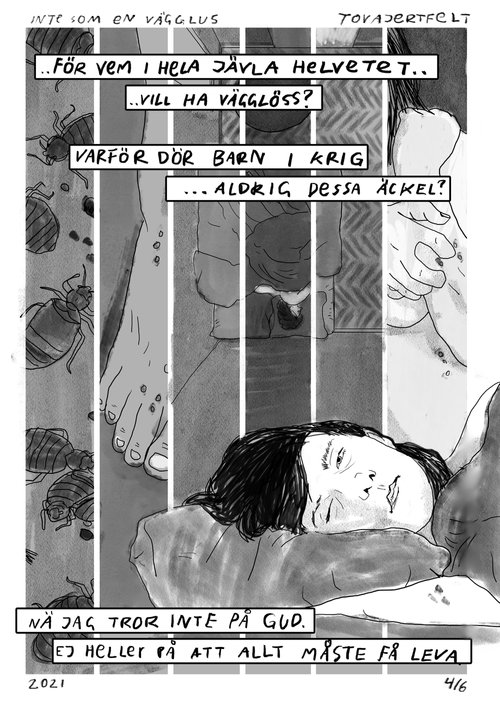 INTE SOM EN VÄGGLUS
TOVAJERTFELT
..FÖR VEM I HELA JÄVLA HELVETET..
..VILL HA VÄGGLÖSS?
VARFÖR DÖR BARN I KRIG
...ALDRIG DESSA ÄCKEL?
NÄ JAG TROR INTE PÅ GUD.
EJ HELLER PÅ ATT ALLT MÅSTE FÅ LEVA.
2021
4/6